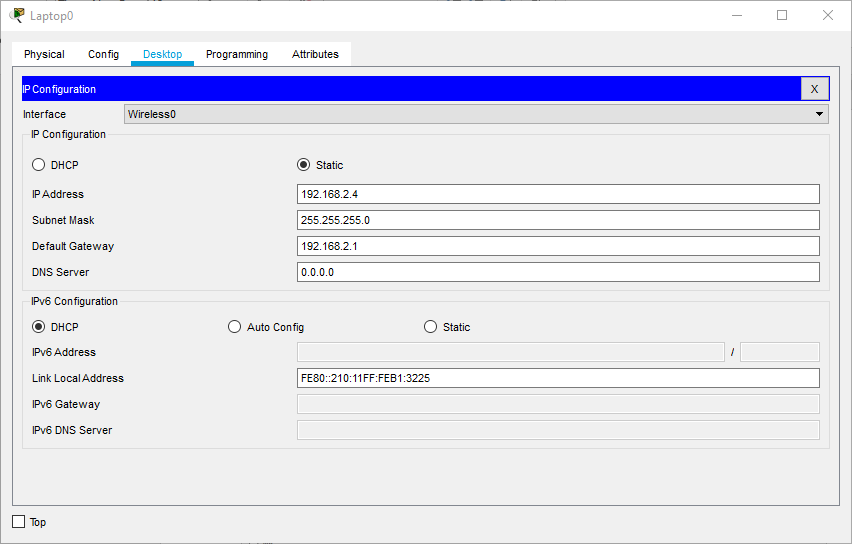 Laptop0
Physical Config Desktop Programming Attributes
IP Configuration X
Interface Wireless0
IP Configuration
DHCP Static
IP Address 192.168.2.4
Subnet Mask 255.255.255.0
Default Gateway 192.168.2.1
DNS Server 0.0.0.0
IPv6 Configuration
DHCP Auto Config Static
IPv6 Address /
Link Local Address FE80::210:11FF:FEB1:3225
IPv6 Gateway
IPv6 DNS Server
Top